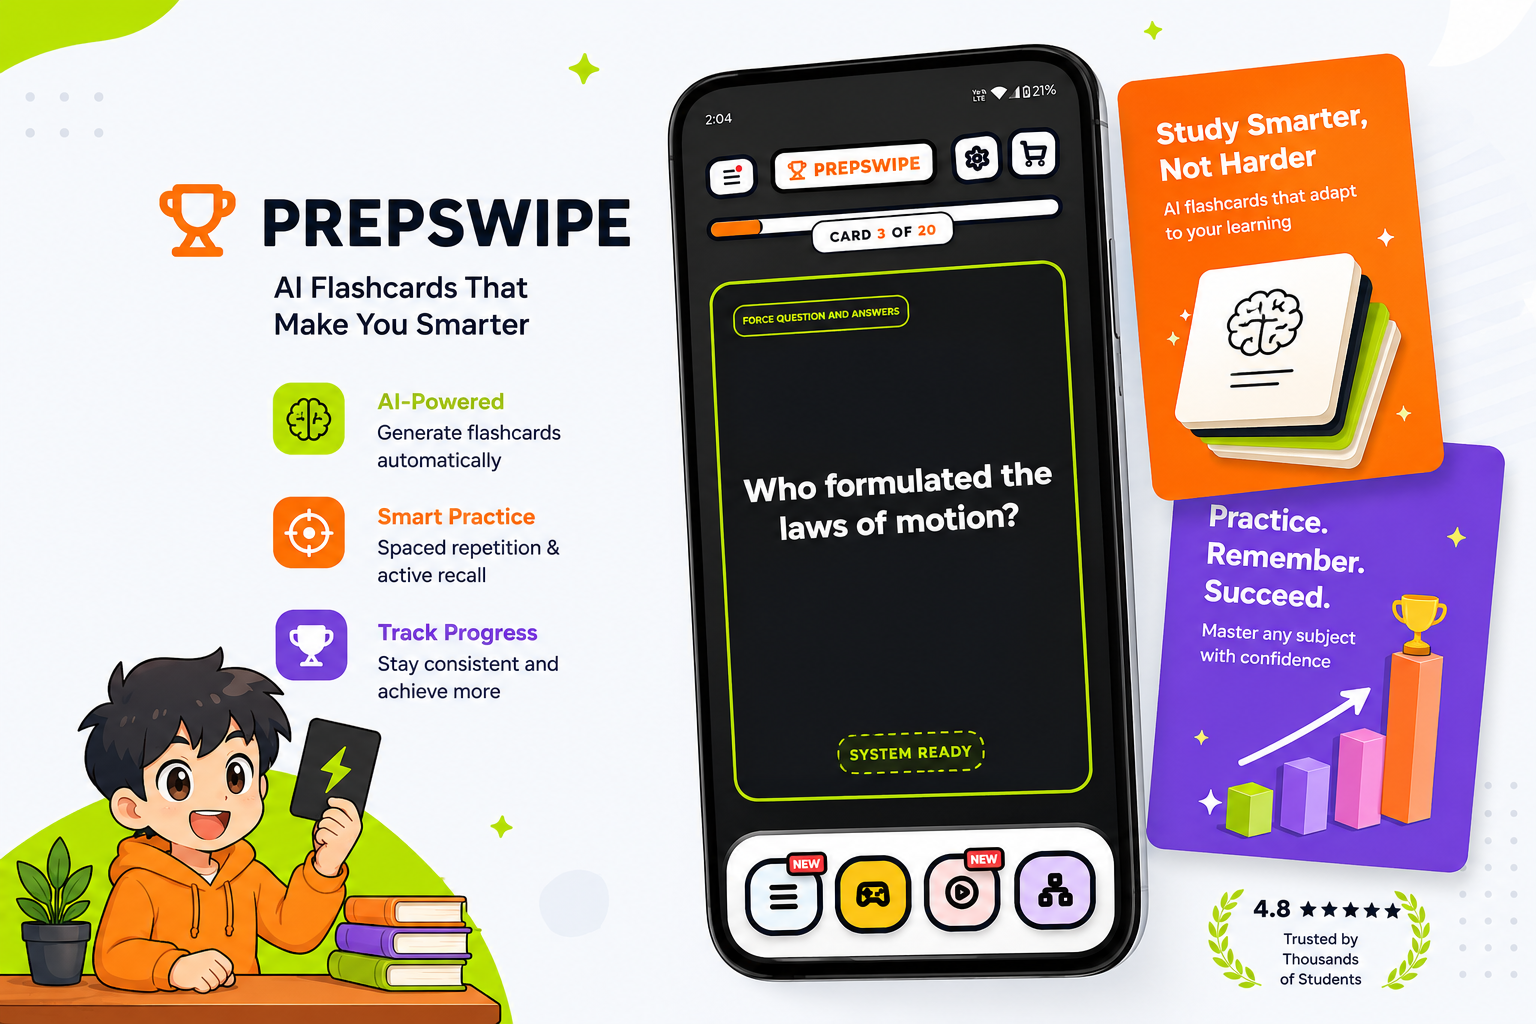 PREPSWIPE
AI Flashcards That
Make You Smarter
AI-Powered
Generate flashcards
automatically
Smart Practice
Spaced repetition &
active recall
Track Progress
Stay consistent and
achieve more
2:04
LTE
21%
PREPSWIPE
CARD 3 OF 20
FORCE QUESTION AND ANSWERS
Who formulated the
laws of motion?
SYSTEM READY
NEW
NEW
Study Smarter,
Not Harder
AI flashcards that adapt
to your learning
Practice.
Remember.
Succeed.
Master any subject
with confidence
4.8 ★★★★★
Trusted by
Thousands
of Students